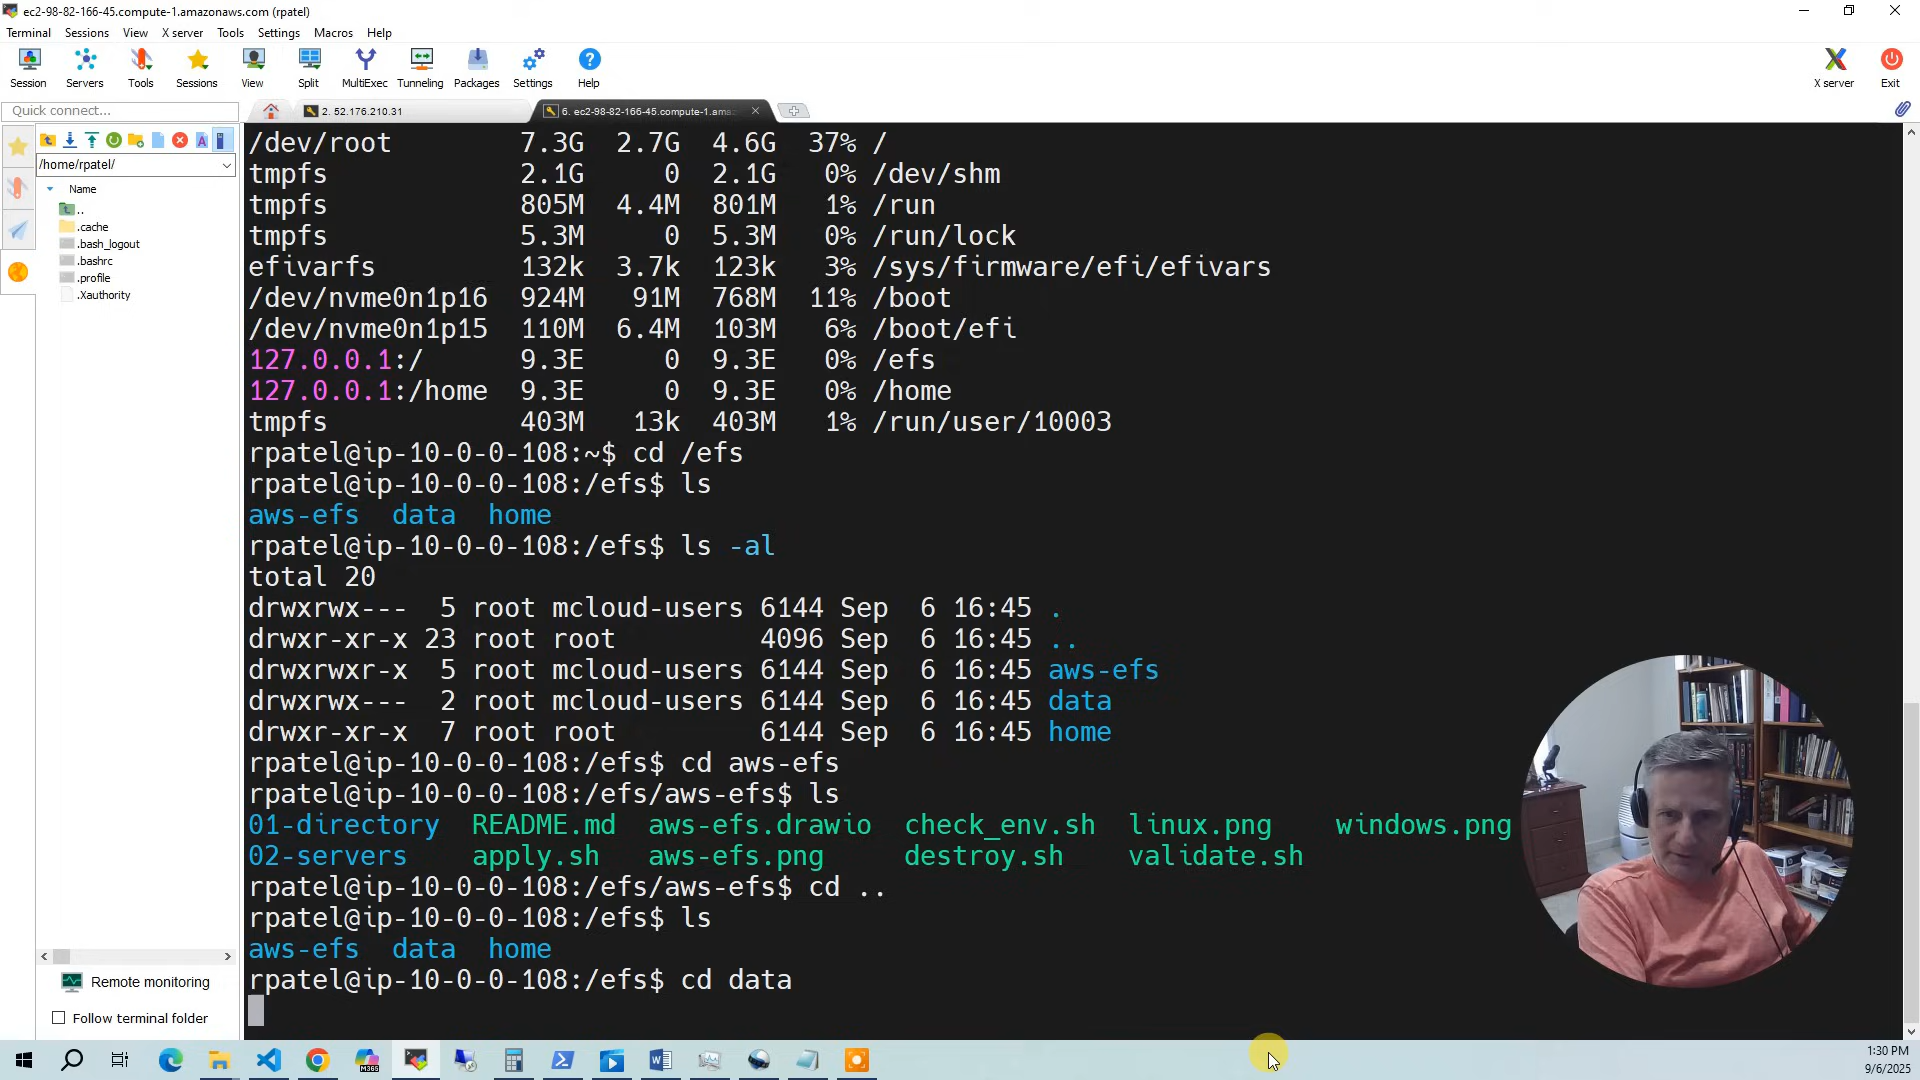 ec2-98-82-166-45.compute-1.amazonaws.com (rpatel)
Terminal Sessions View X server Tools Settings Macros Help
Session Servers Tools Sessions View Split MultiExec Tunneling Packages Settings Help X server Exit
Quick connect... 2. 52.176.210.31 6. ec2-98-82-166-45.compute-1.amaz
/home/rpatel/
Name
..
.cache
.bash_logout
.bashrc
.profile
.Xauthority
Remote monitoring
Follow terminal folder
/dev/root 7.3G 2.7G 4.6G 37% /
tmpfs 2.1G 0 2.1G 0% /dev/shm
tmpfs 805M 4.4M 801M 1% /run
tmpfs 5.3M 0 5.3M 0% /run/lock
efivarfs 132k 3.7k 123k 3% /sys/firmware/efi/efivars
/dev/nvme0n1p16 924M 91M 768M 11% /boot
/dev/nvme0n1p15 110M 6.4M 103M 6% /boot/efi
127.0.0.1:/ 9.3E 0 9.3E 0% /efs
127.0.0.1:/home 9.3E 0 9.3E 0% /home
tmpfs 403M 13k 403M 1% /run/user/10003
rpatel@ip-10-0-0-108:~$ cd /efs
rpatel@ip-10-0-0-108:/efs$ ls
aws-efs data home
rpatel@ip-10-0-0-108:/efs$ ls -al
total 20
drwxrwx--- 5 root mcloud-users 6144 Sep 6 16:45 .
drwxr-xr-x 23 root root 4096 Sep 6 16:45 ..
drwxrwxr-x 5 root mcloud-users 6144 Sep 6 16:45 aws-efs
drwxrwx--- 2 root mcloud-users 6144 Sep 6 16:45 data
drwxr-xr-x 7 root root 6144 Sep 6 16:45 home
rpatel@ip-10-0-0-108:/efs$ cd aws-efs
rpatel@ip-10-0-0-108:/efs/aws-efs$ ls
01-directory README.md aws-efs.drawio check_env.sh linux.png windows.png
02-servers apply.sh aws-efs.png destroy.sh validate.sh
rpatel@ip-10-0-0-108:/efs/aws-efs$ cd ..
rpatel@ip-10-0-0-108:/efs$ ls
aws-efs data home
rpatel@ip-10-0-0-108:/efs$ cd data
1:30 PM
9/6/2025